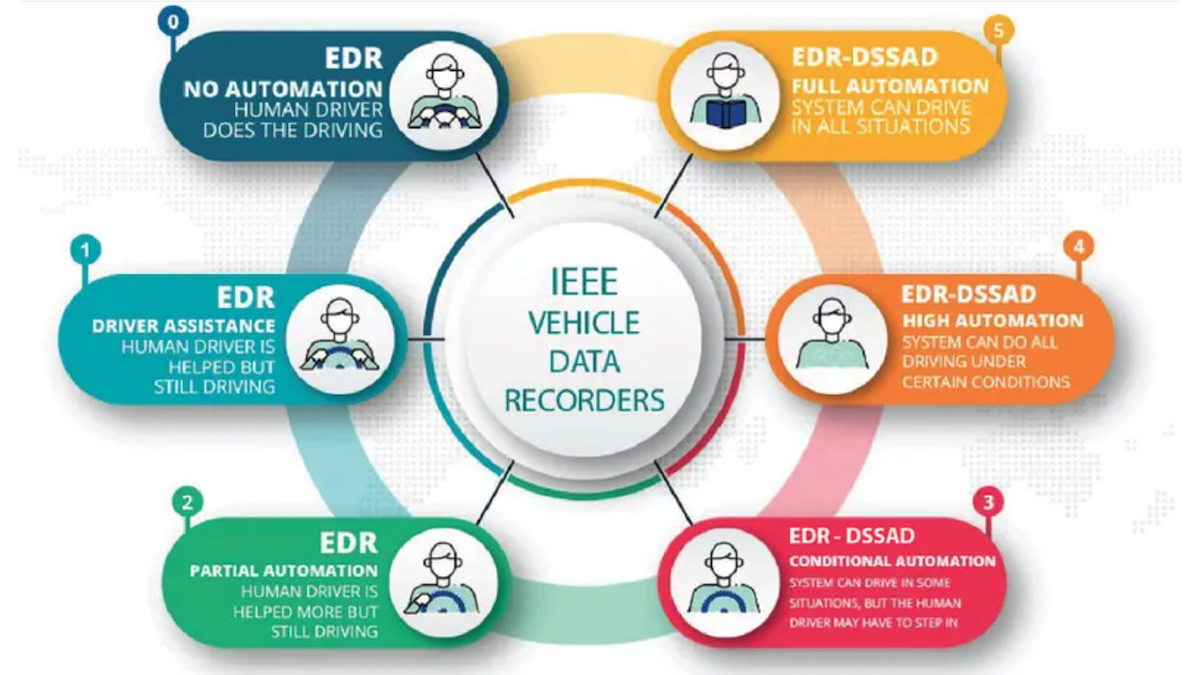 0
EDR
NO AUTOMATION
HUMAN DRIVER
DOES THE DRIVING
1
EDR
DRIVER ASSISTANCE
HUMAN DRIVER IS
HELPED BUT
STILL DRIVING
2
EDR
PARTIAL AUTOMATION
HUMAN DRIVER IS
HELPED MORE BUT
STILL DRIVING
IEEE
VEHICLE
DATA
RECORDERS
5
EDR-DSSAD
FULL AUTOMATION
SYSTEM CAN DRIVE
IN ALL SITUATIONS
4
EDR-DSSAD
HIGH AUTOMATION
SYSTEM CAN DO ALL
DRIVING UNDER
CERTAIN CONDITIONS
3
EDR - DSSAD
CONDITIONAL AUTOMATION
SYSTEM CAN DRIVE IN SOME
SITUATIONS, BUT THE HUMAN
DRIVER MAY HAVE TO STEP IN